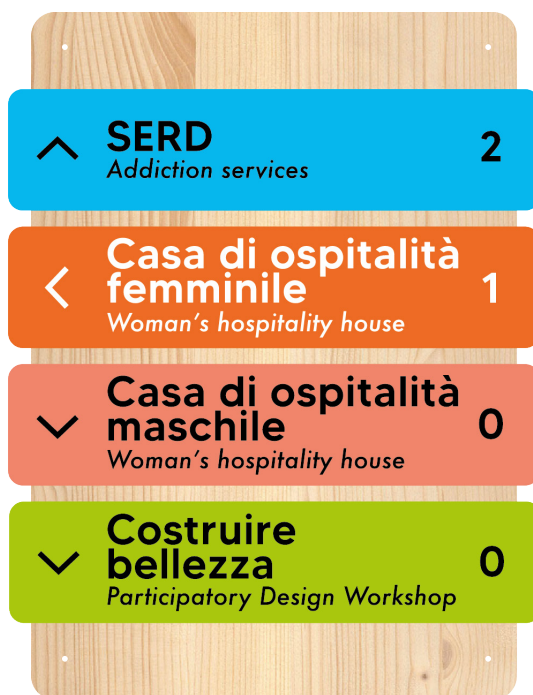 SERD
Addiction services
2
Casa di ospitalità
femminile
Woman's hospitality house
1
Casa di ospitalità
maschile
Woman's hospitality house
0
Costruire
bellezza
Participatory Design Workshop
0